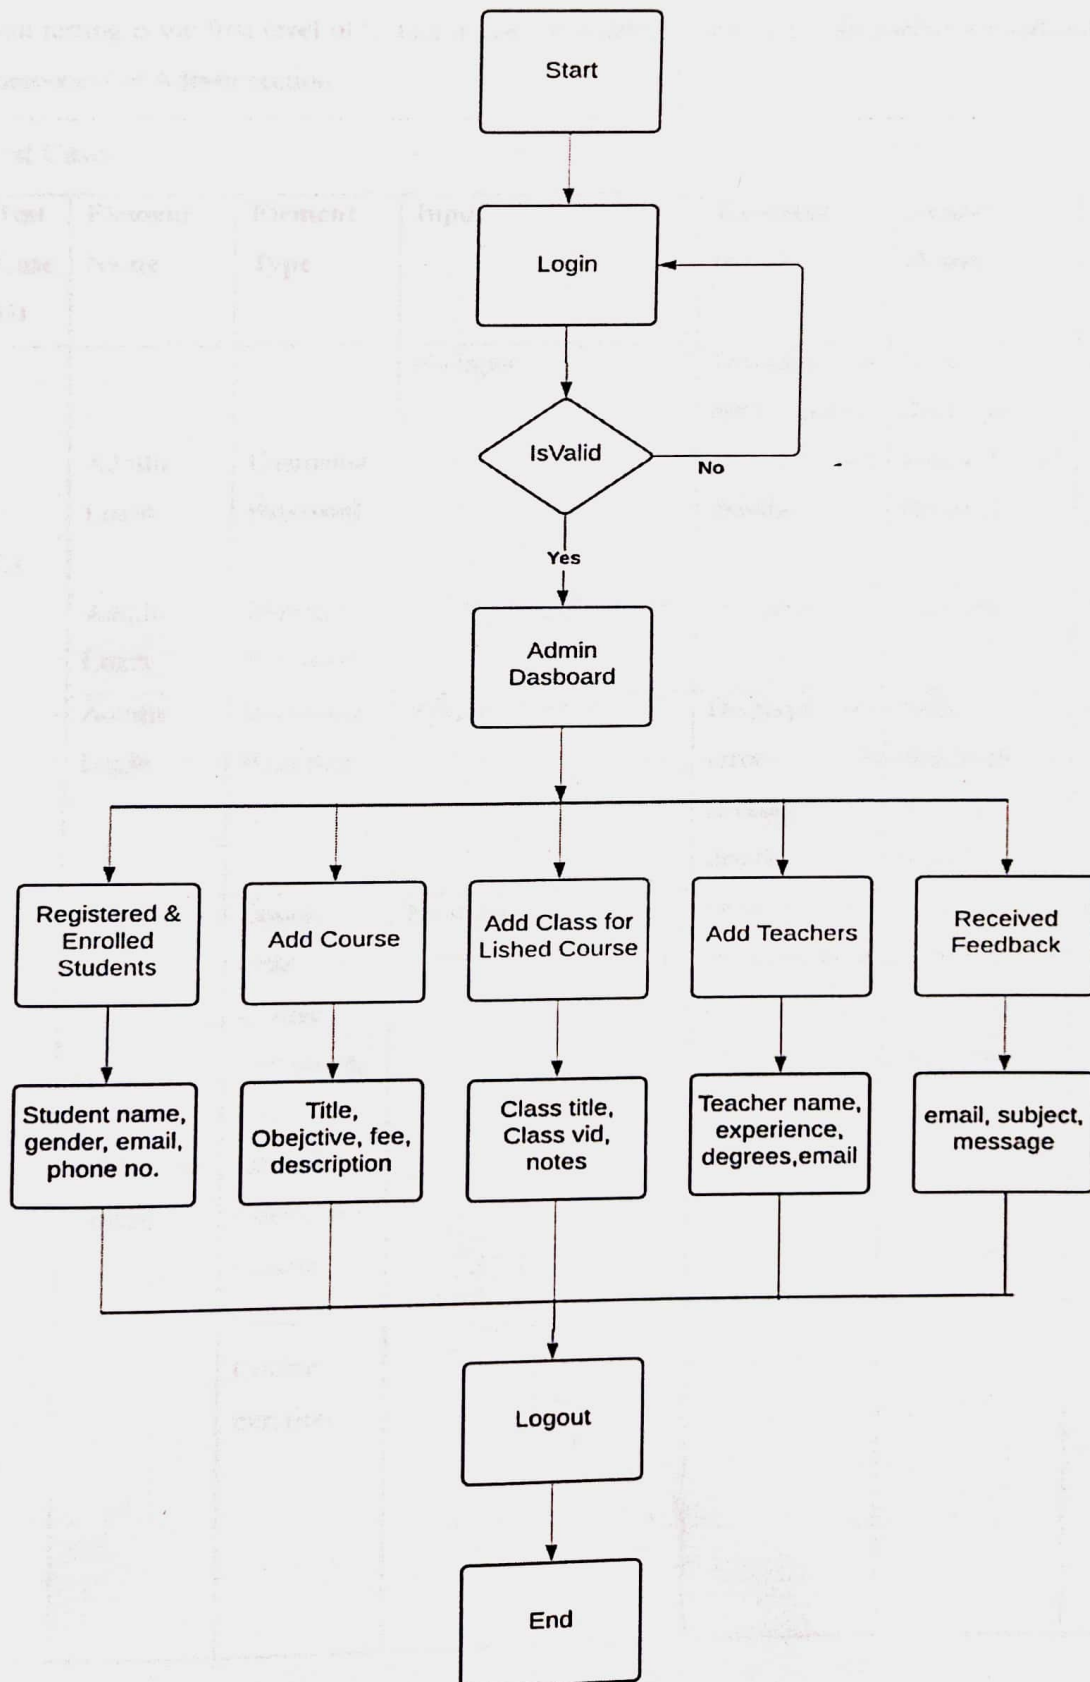 Start
Login
IsValid
No
Yes
Admin
Dasboard
Registered &
Enrolled
Students
Add Course
Add Class for
Lished Course
Add Teachers
Received
Feedback
Student name,
gender, email,
phone no.
Title,
Obejctive, fee,
description
Class title,
Class vid,
notes
Teacher name,
experience,
degrees,email
email, subject,
message
Logout
End